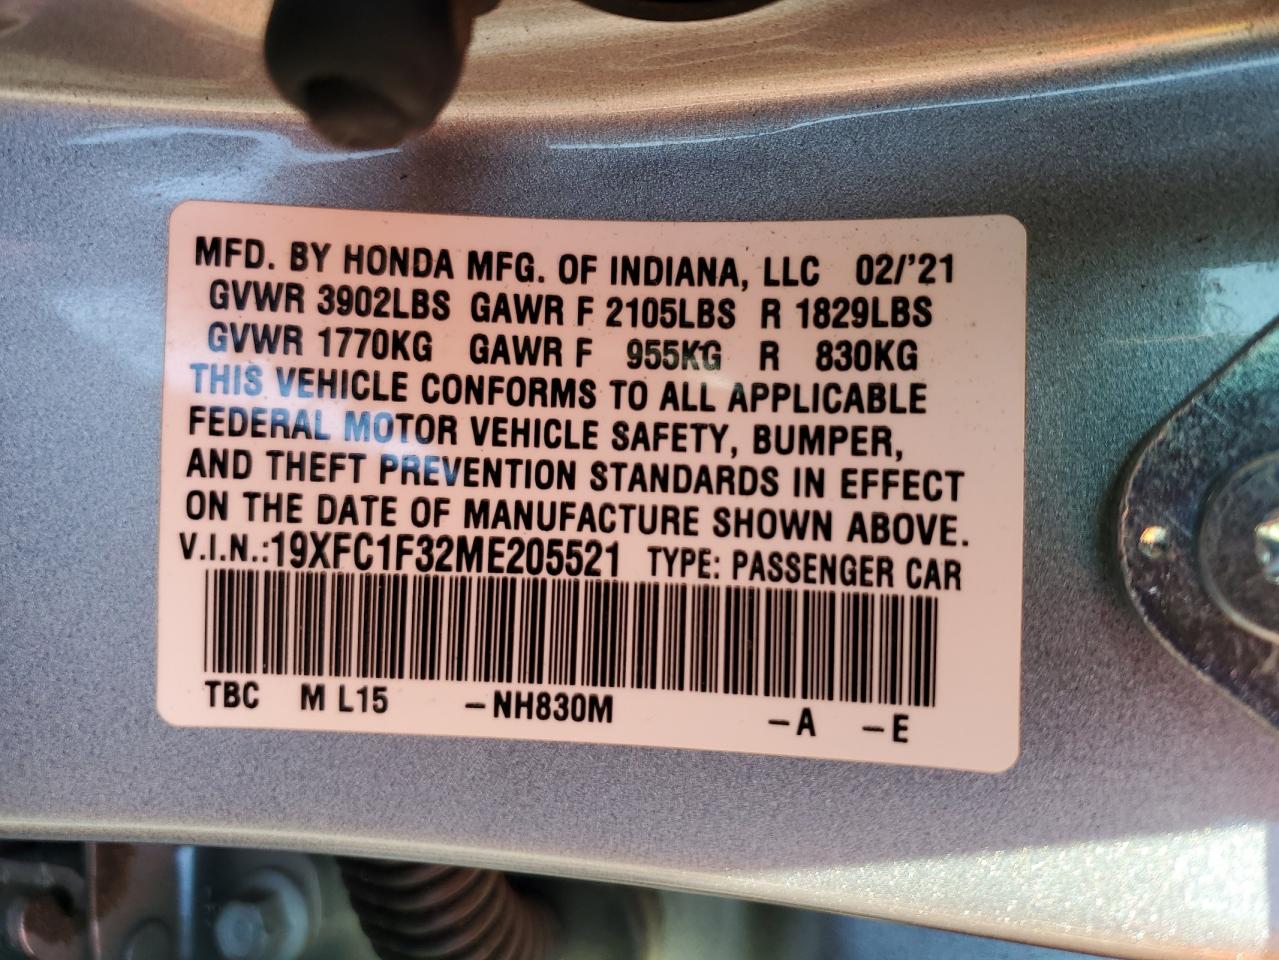 MFD. BY HONDA MFG. OF INDIANA, LLC 02/'21
GVWR 3902LBS GAWR F 2105LBS R 1829LBS
GVWR 1770KG GAWR F 955KG R 830KG
THIS VEHICLE CONFORMS TO ALL APPLICABLE
FEDERAL MOTOR VEHICLE SAFETY, BUMPER,
AND THEFT PREVENTION STANDARDS IN EFFECT
ON THE DATE OF MANUFACTURE SHOWN ABOVE.
V.I.N.:19XFC1F32ME205521 TYPE: PASSENGER CAR
TBC M L15 –NH830M –A –E